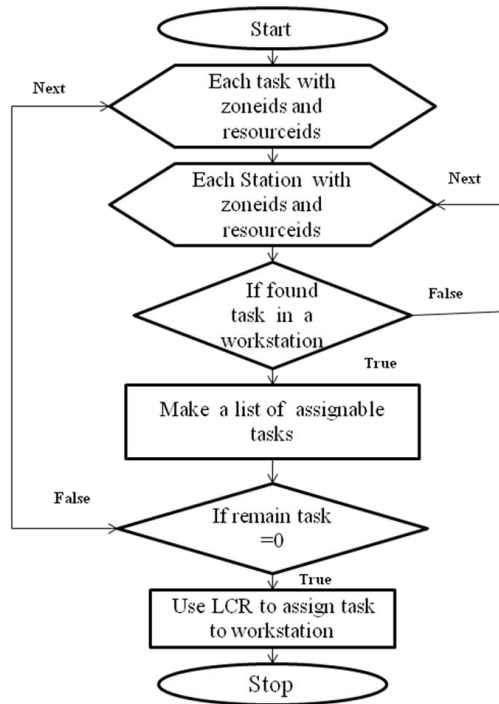 Start
Next
Each task with
zoneids and
resourceids
Each Station with
zoneids and
resourceids
Next
If found
task in a
workstation
False
True
Make a list of assignable
tasks
False
If remain task
=0
True
Use LCR to assign task
to workstation
Stop